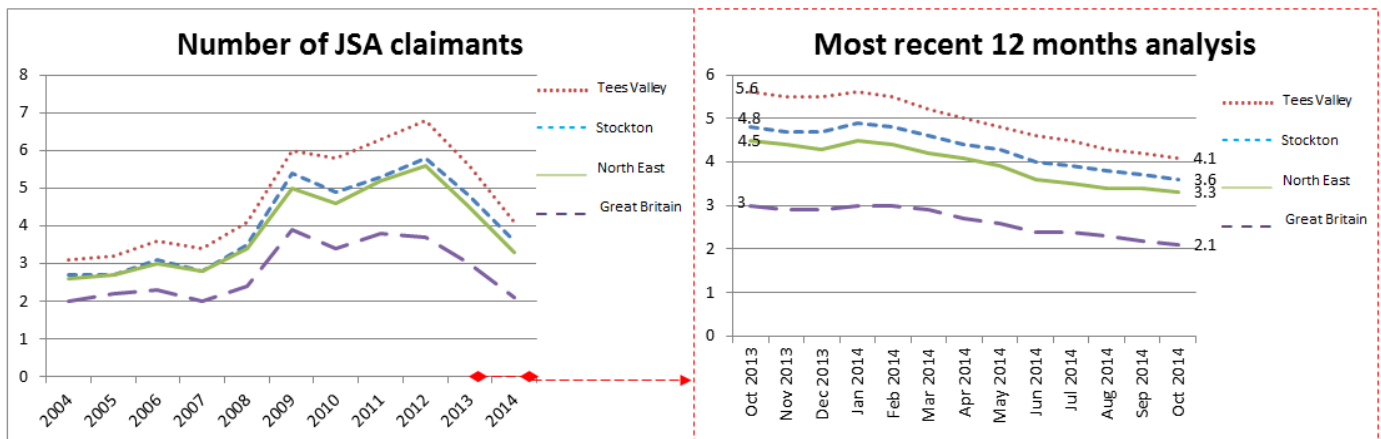 Number of JSA claimants
8
7
6
5
4
3
2
1
0
2004
2005
2006
2007
2008
2009
2010
2011
2012
2013
2014
Tees Valley
Stockton
North East
Great Britain
Most recent 12 months analysis
6
5
4
3
2
1
0
5.6
4.8
4.5
3
4.1
3.6
3.3
2.1
Oct 2013
Nov 2013
Dec 2013
Jan 2014
Feb 2014
Mar 2014
Apr 2014
May 2014
Jun 2014
Jul 2014
Aug 2014
Sep 2014
Oct 2014
Tees Valley
Stockton
North East
Great Britain